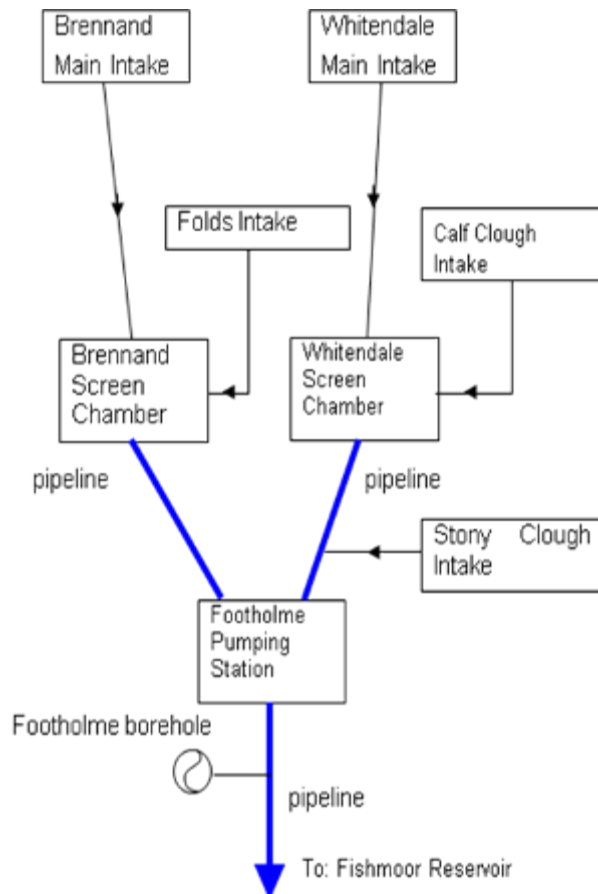 Brennand
Main Intake
Whitendale
Main Intake
Folds Intake
Calf Clough
Intake
Brennand
Screen
Chamber
Whitendale
Screen
Chamber
pipeline
pipeline
Stony Clough
Intake
Footholme
Pumping
Station
Footholme borehole
pipeline
To: Fishmoor Reservoir